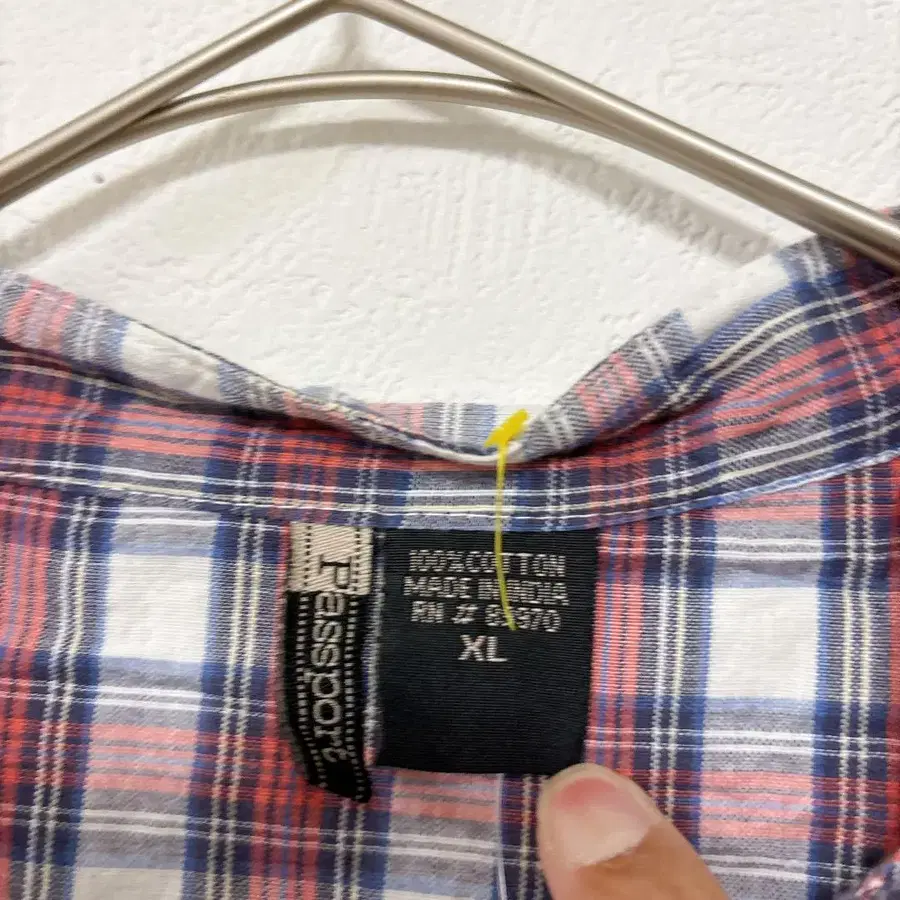 Passport
100% COTTON
MADE IN INDIA
RN #
XL